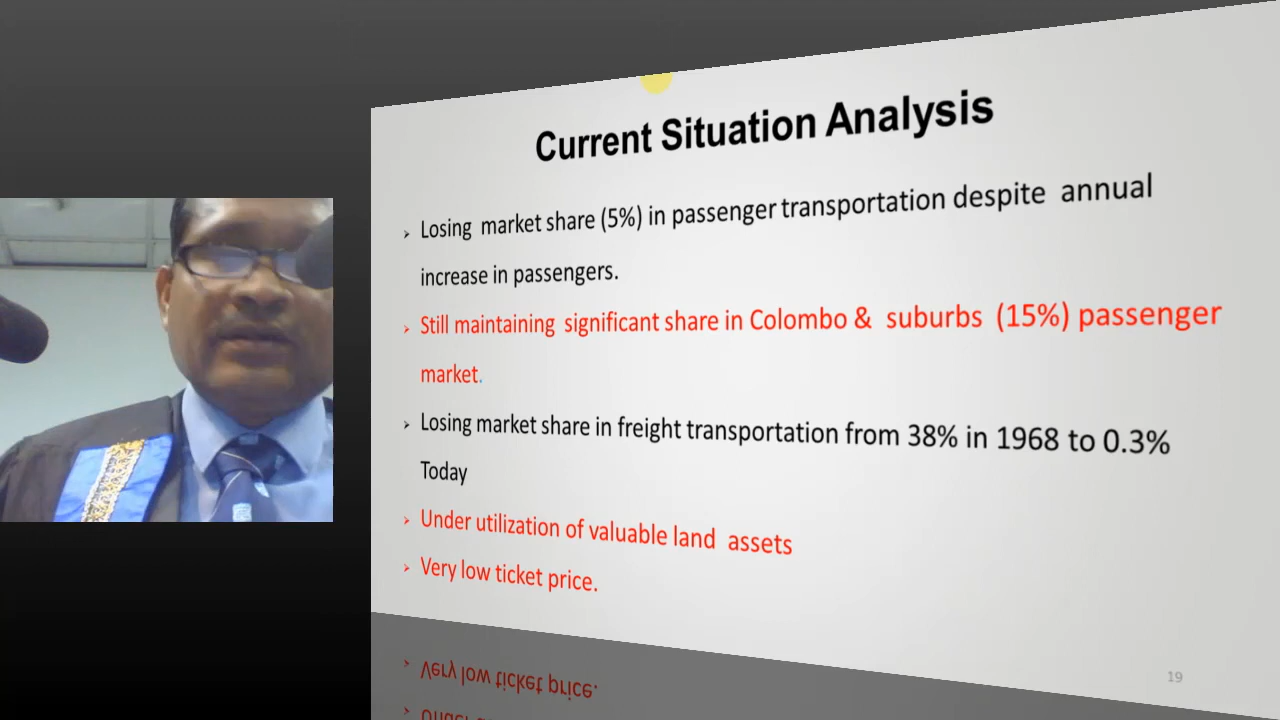 Current Situation Analysis
› Losing market share (5%) in passenger transportation despite annual
increase in passengers.
› Still maintaining significant share in Colombo & suburbs (15%) passenger
market.
› Losing market share in freight transportation from 38% in 1968 to 0.3%
Today
› Under utilization of valuable land assets
› Very low ticket price.
19